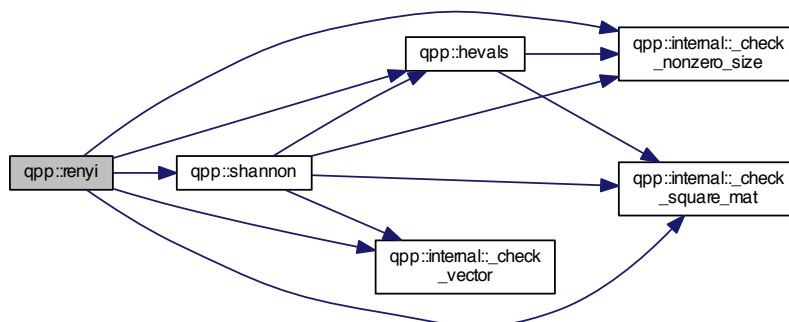 qpp::renyi
qpp::shannon
qpp::hevals
qpp::internal::_check
_vector
qpp::internal::_check
_nonzero_size
qpp::internal::_check
_square_mat